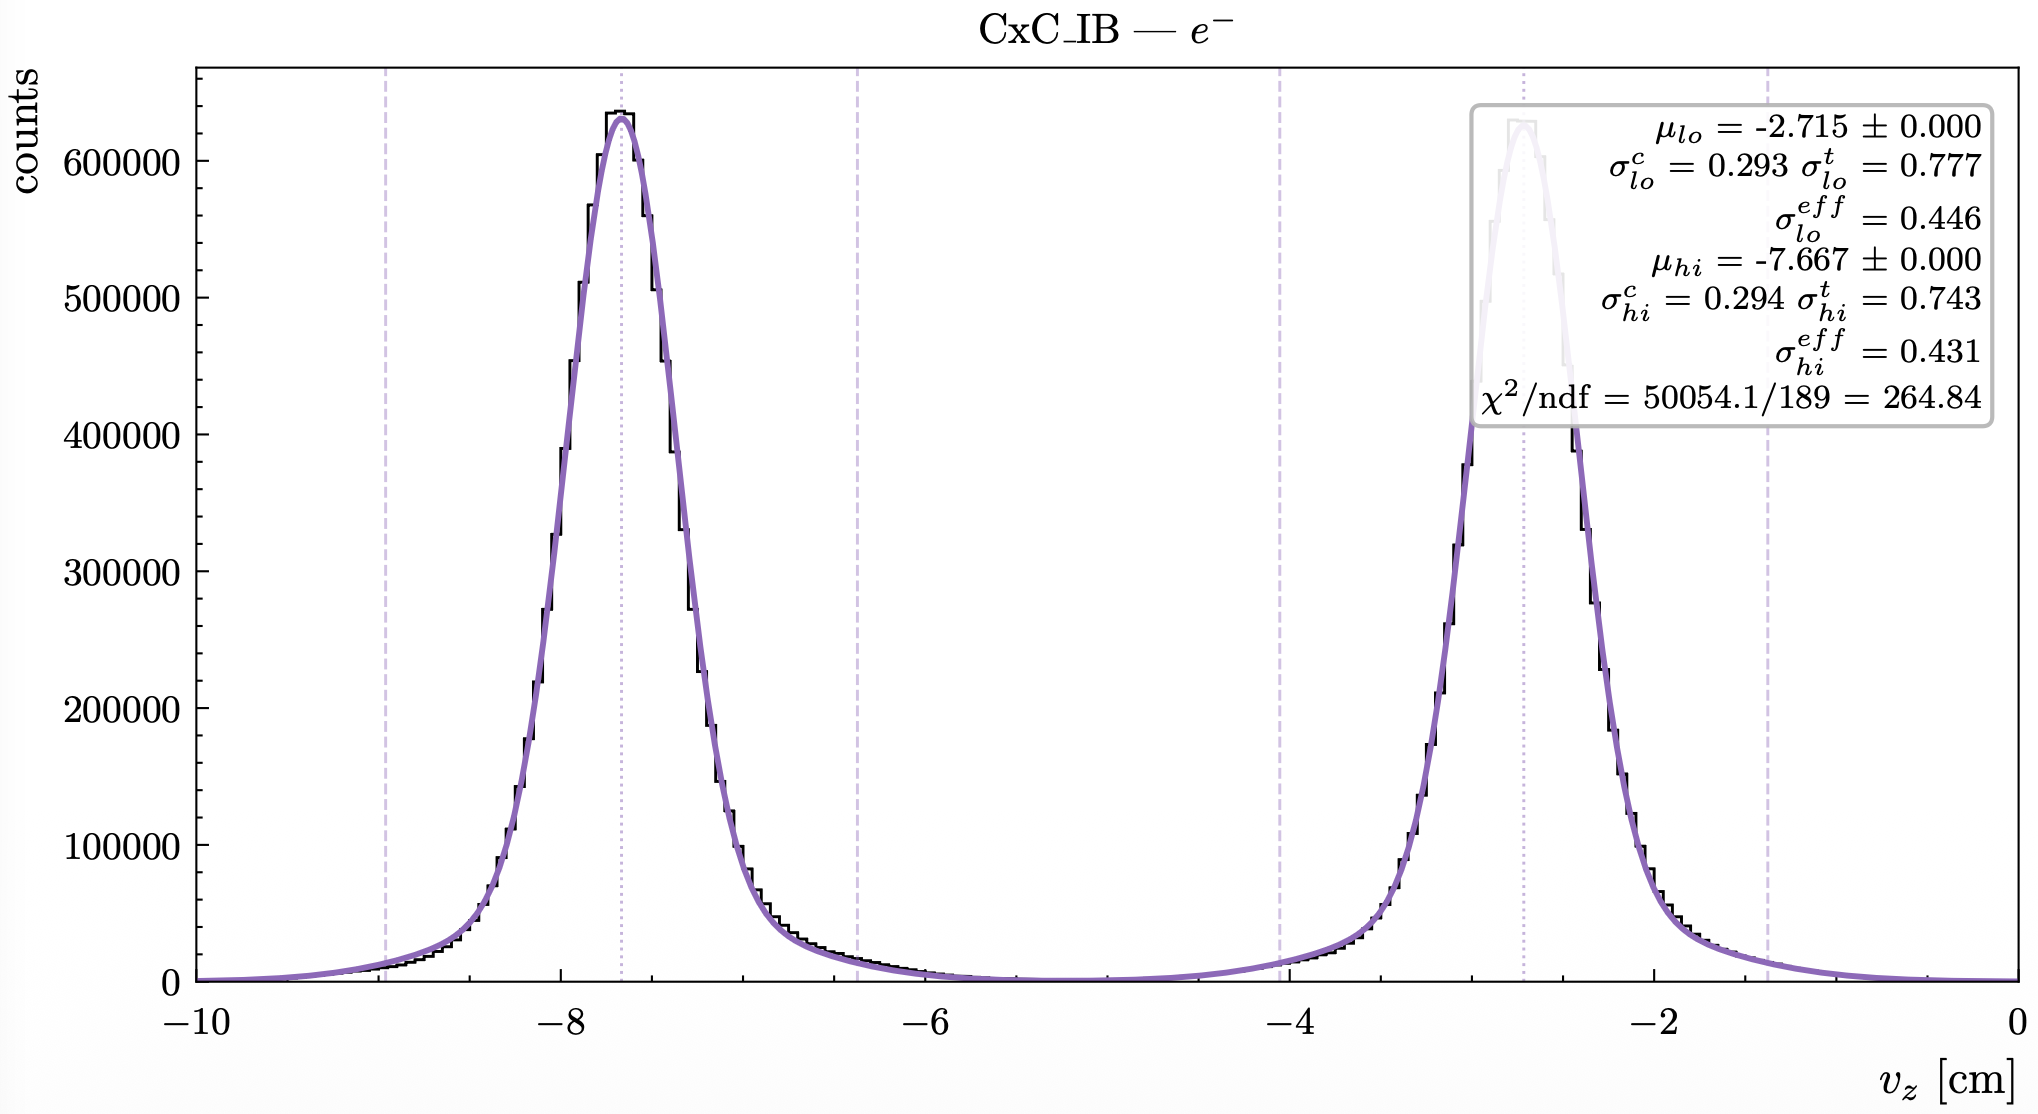 CxC_IB — e⁻
counts
600000
500000
400000
300000
200000
100000
0
−10 −8 −6 −4 −2 0
v_z [cm]
μ_lo = -2.715 ± 0.000
σ^c_lo = 0.293 σ^t_lo = 0.777
σ^eff_lo = 0.446
μ_hi = -7.667 ± 0.000
σ^c_hi = 0.294 σ^t_hi = 0.743
σ^eff_hi = 0.431
χ²/ndf = 50054.1/189 = 264.84